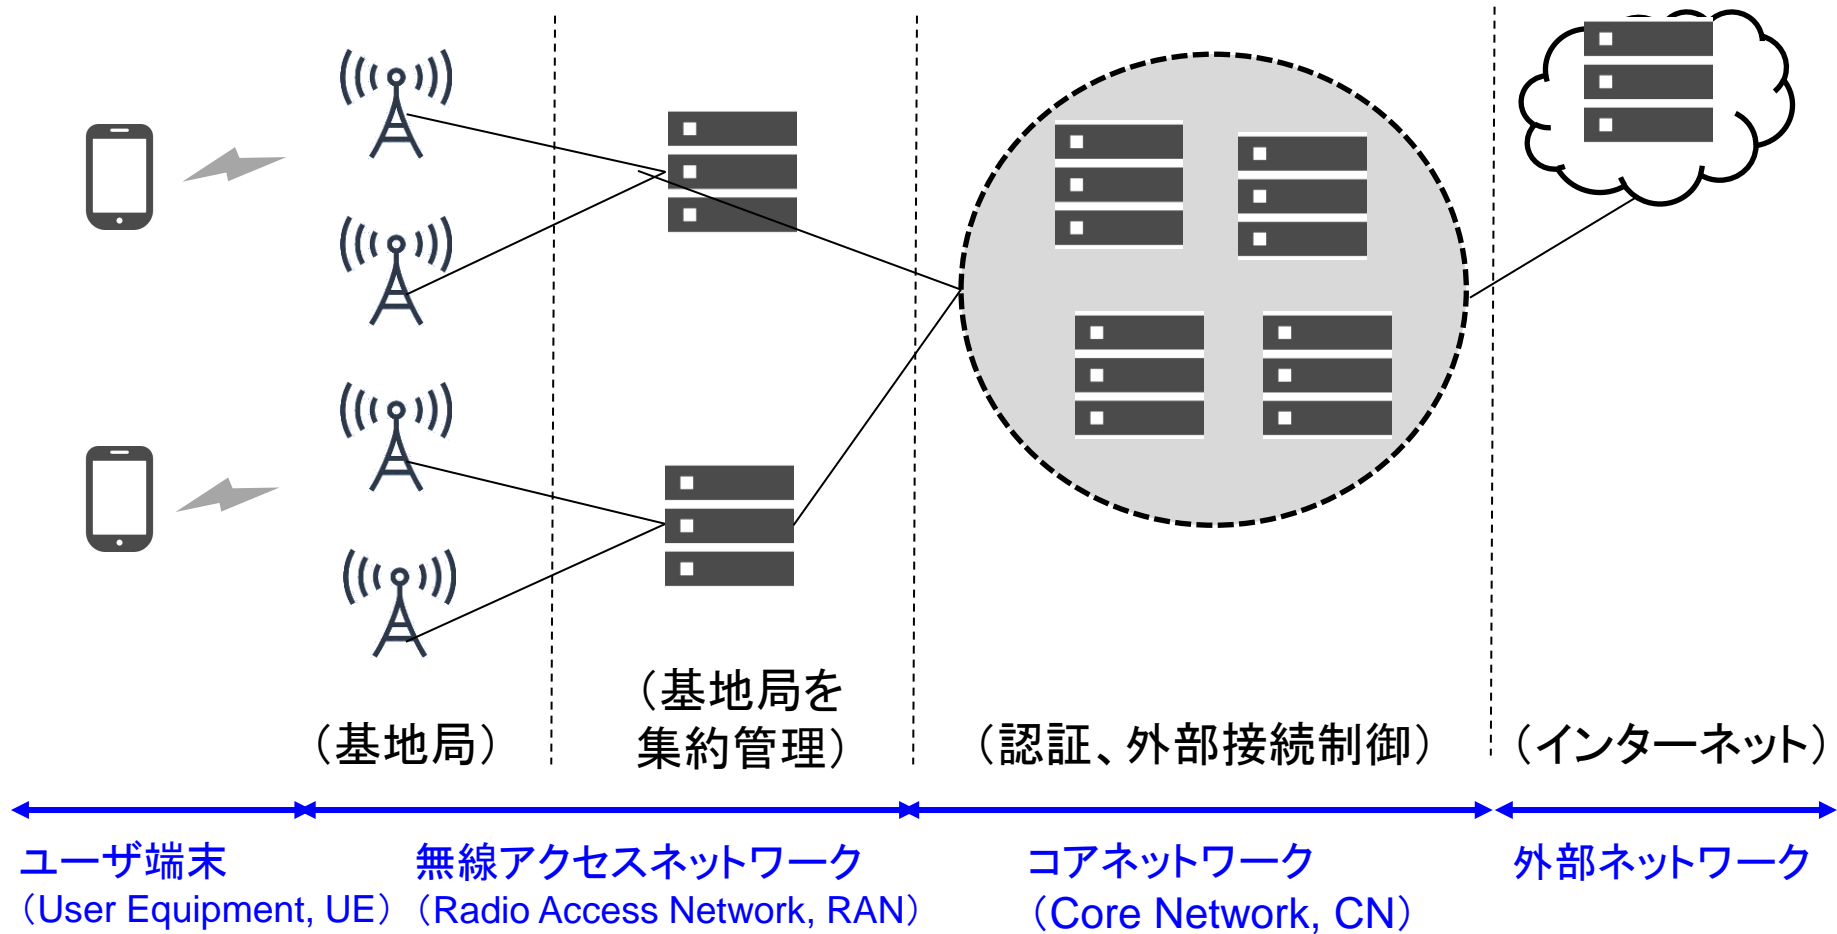 （基地局）
（基地局を
集約管理）
（認証、外部接続制御）
（インターネット）
ユーザ端末
（User Equipment, UE）
無線アクセスネットワーク
（Radio Access Network, RAN）
コアネットワーク
（Core Network, CN）
外部ネットワーク